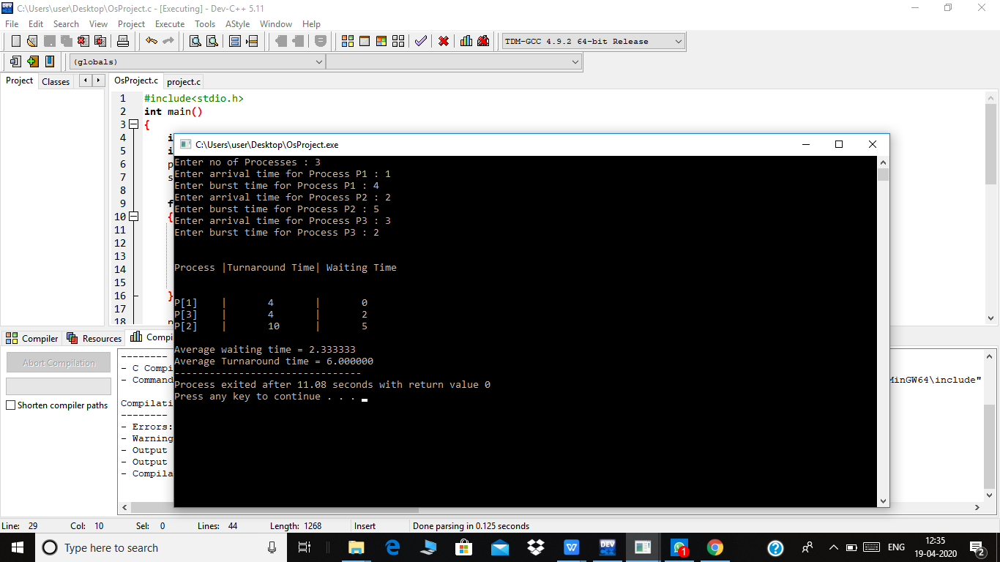 C:\Users\user\Desktop\OsProject.c - [Executing] - Dev-C++ 5.11
File Edit Search View Project Execute Tools AStyle Window Help
TDM-GCC 4.9.2 64-bit Release
(globals)
Project Classes OsProject.c project.c
1 #include<stdio.h>
2 int main()
3 {
4 i
5 i
6 p
7 s
8
9 f
10 {
11
12
13
14
15
16 }
17
18
C:\Users\user\Desktop\OsProject.exe
Enter no of Processes : 3
Enter arrival time for Process P1 : 1
Enter burst time for Process P1 : 4
Enter arrival time for Process P2 : 2
Enter burst time for Process P2 : 5
Enter arrival time for Process P3 : 3
Enter burst time for Process P3 : 2
Process |Turnaround Time| Waiting Time
P[1] | 4 | 0
P[3] | 4 | 2
P[2] | 10 | 5
Average waiting time = 2.333333
Average Turnaround time = 6.000000
--------------------------------
Process exited after 11.08 seconds with return value 0
Press any key to continue . . .
Compiler Resources Compi
Abort Compilation
Shorten compiler paths
--------
- C Compi
- Command
MinGW64\include"
Compilati
--------
- Errors:
- Warning
- Output
- Output
- Compila
Line: 29 Col: 10 Sel: 0 Lines: 44 Length: 1268 Insert Done parsing in 0.125 seconds
Type here to search
W
DEV
1
ENG
12:35
19-04-2020
2